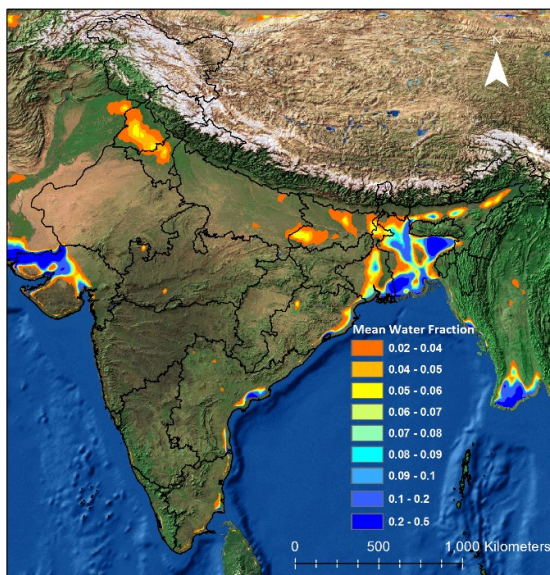 N
Mean Water Fraction
0.02 - 0.04
0.04 - 0.05
0.05 - 0.06
0.06 - 0.07
0.07 - 0.08
0.08 - 0.09
0.09 - 0.1
0.1 - 0.2
0.2 - 0.5
0 500 1,000 Kilometers